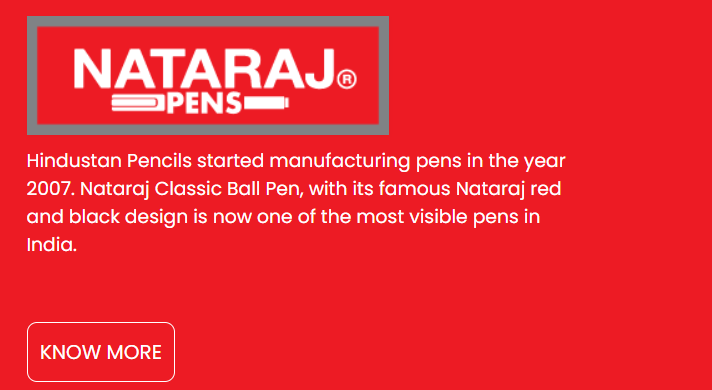 NATARAJ®
PENS
Hindustan Pencils started manufacturing pens in the year
2007. Nataraj Classic Ball Pen, with its famous Nataraj red
and black design is now one of the most visible pens in
India.
KNOW MORE